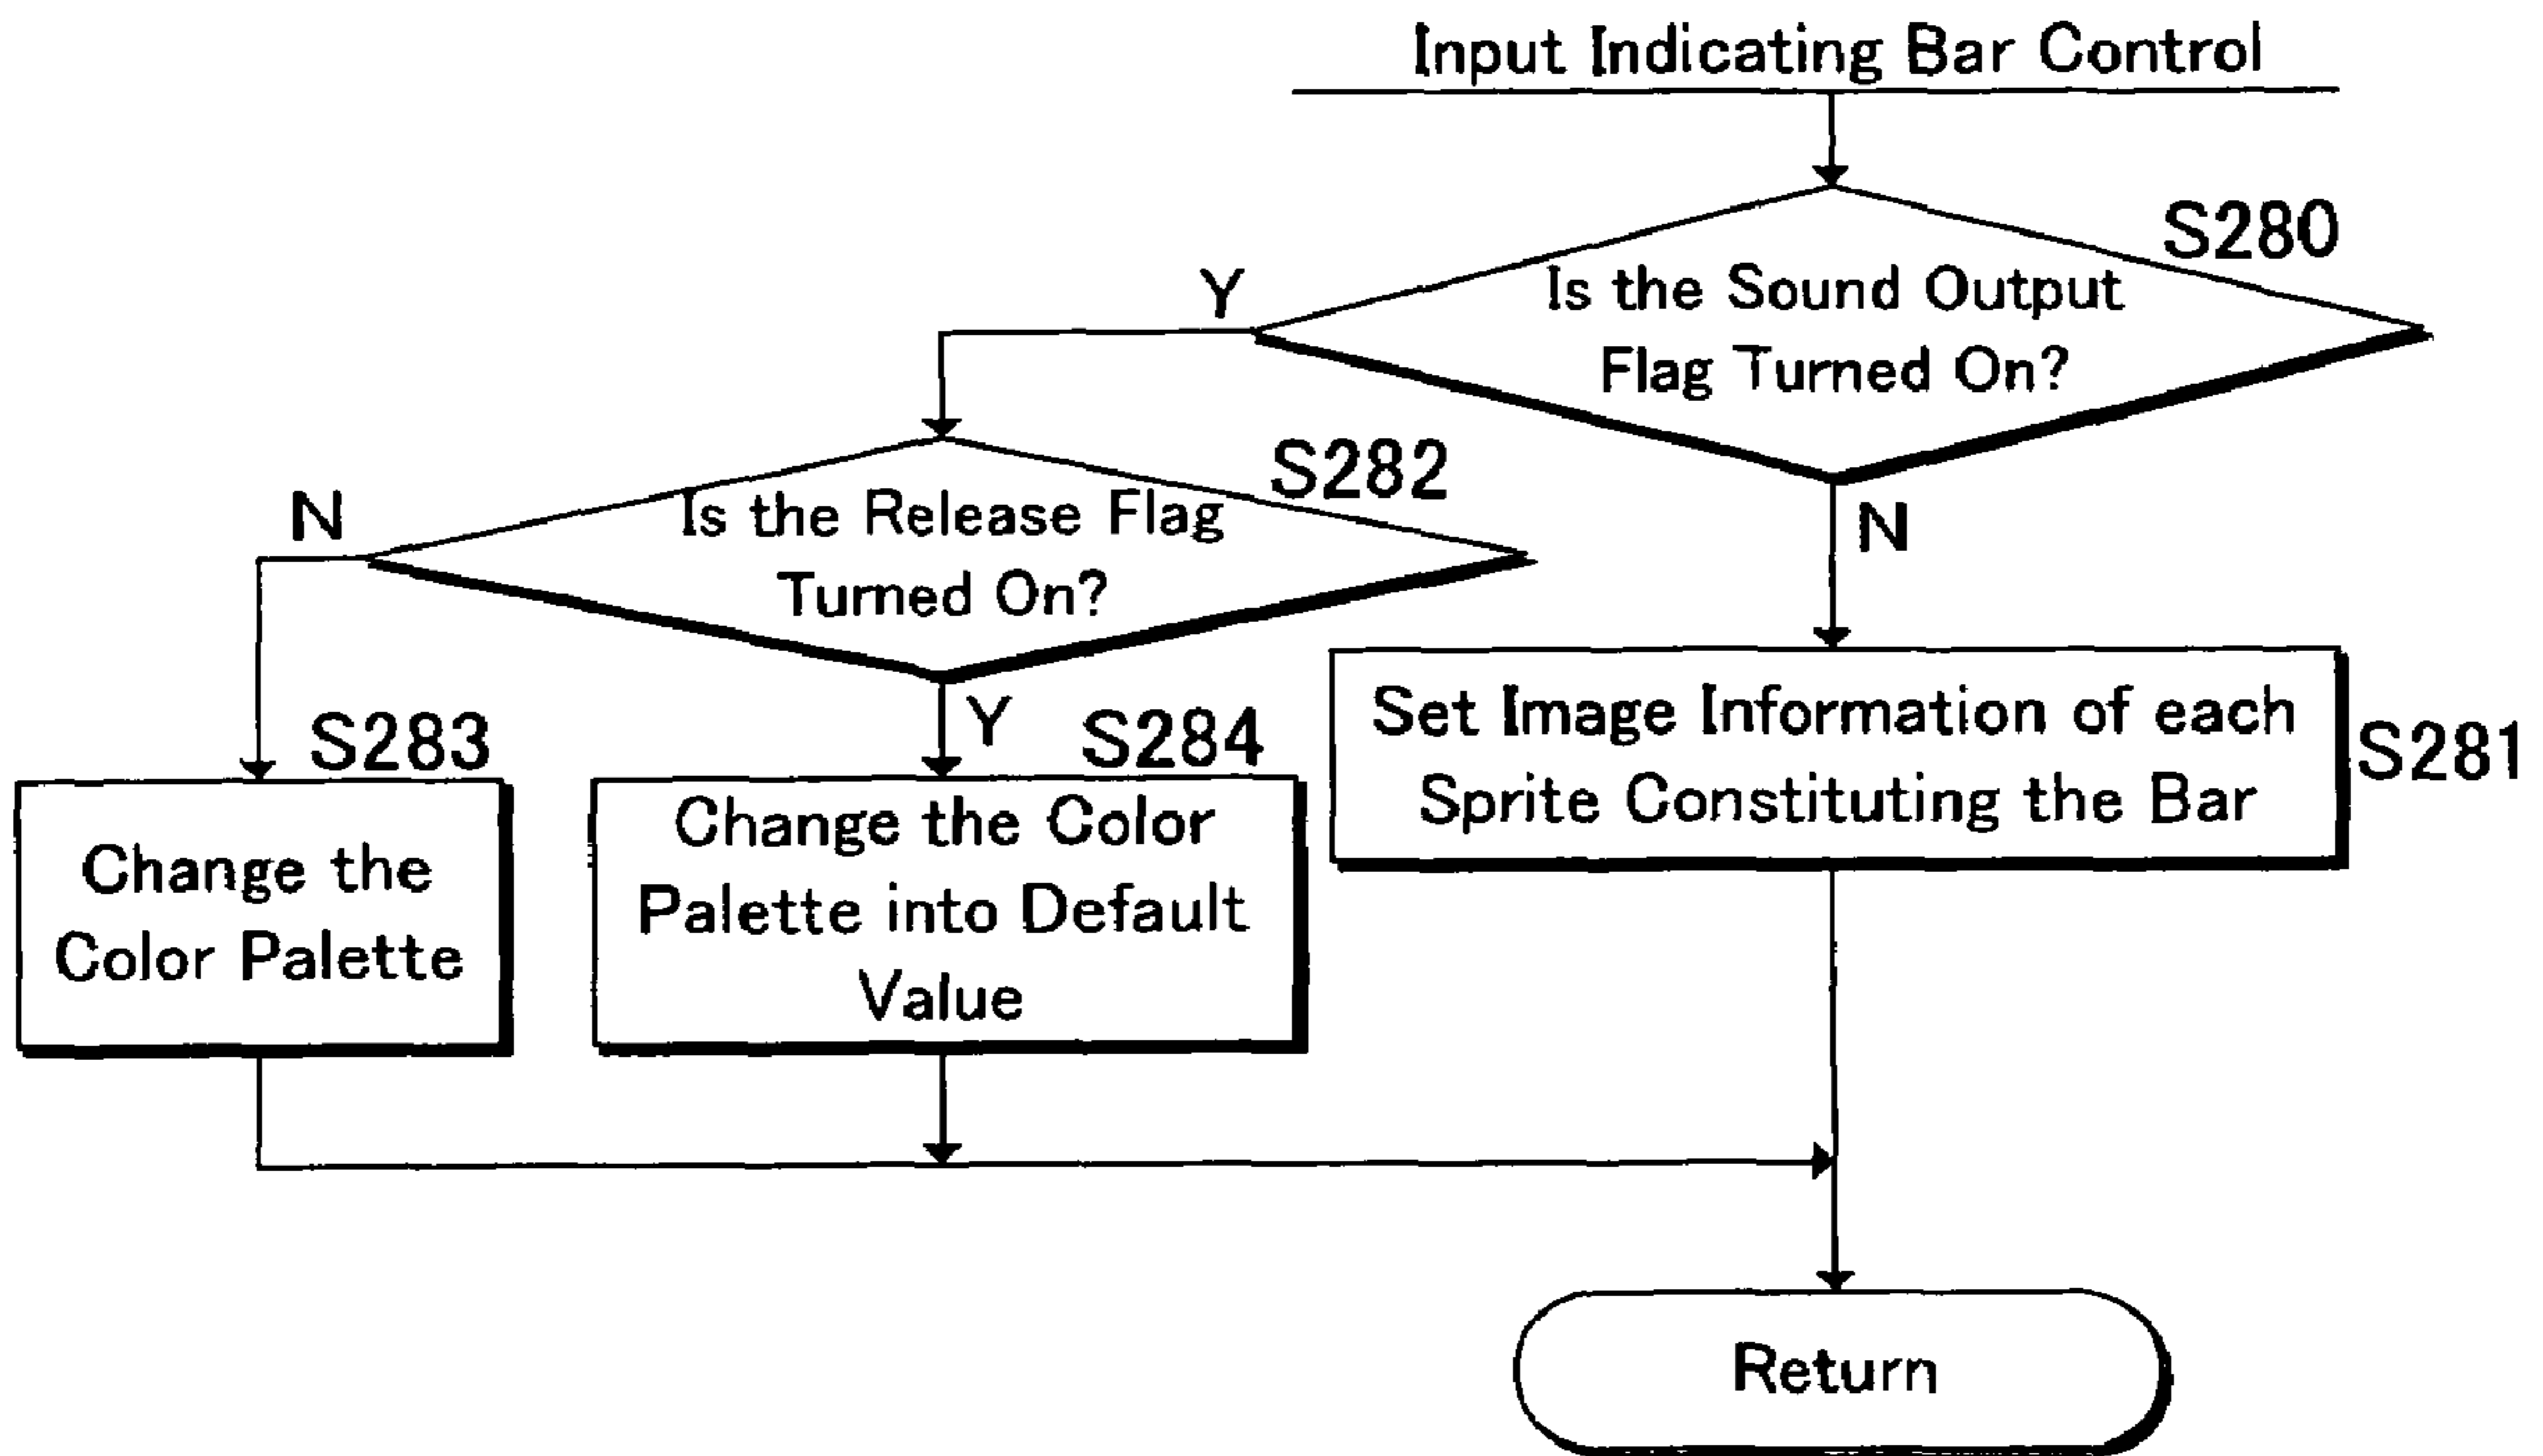 Input Indicating Bar Control
S280
Y
Is the Sound Output
Flag Turned On?
N
S282
N
Is the Release Flag
Turned On?
Y
S283
Change the
Color Palette
S284
Change the Color
Palette into Default
Value
Set Image Information of each
Sprite Constituting the Bar
S281
Return